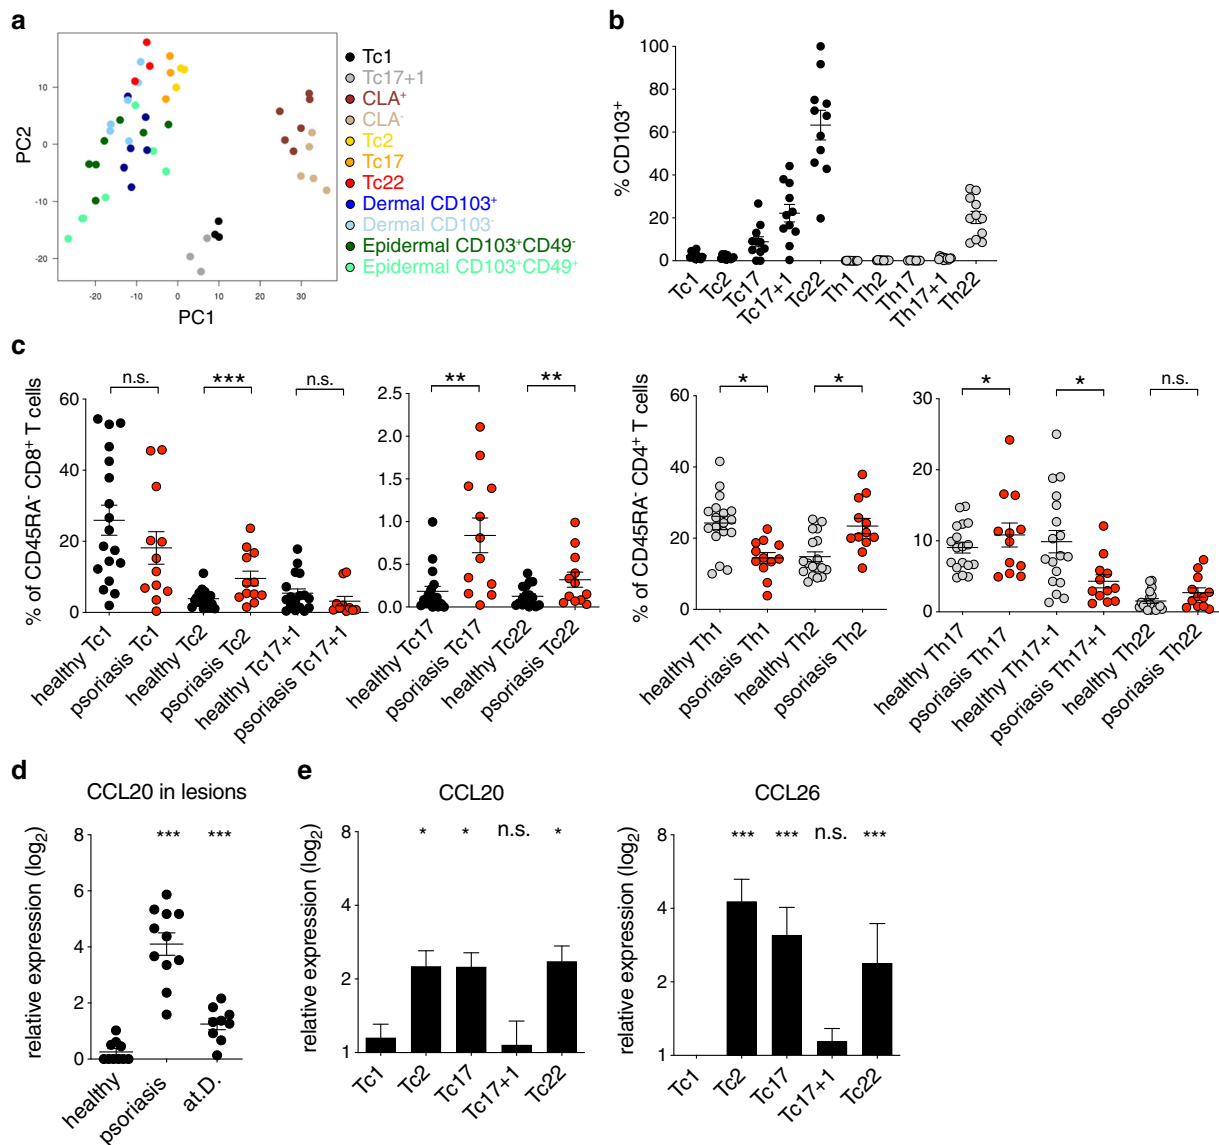 a
PC2
10
0
-10
-20
-20
-10
0
10
20
30
PC1
Tc1
Tc17+1
CLA⁺
CLA⁻
Tc2
Tc17
Tc22
Dermal CD103⁺
Dermal CD103⁻
Epidermal CD103⁺CD49⁻
Epidermal CD103⁺CD49⁺
b
% CD103⁺
100
80
60
40
20
0
Tc1
Tc2
Tc17
Tc17+1
Tc22
Th1
Th2
Th17
Th17+1
Th22
c
% of CD45RA⁻ CD8⁺ T cells
n.s.
***
n.s.
60
40
20
0
healthy Tc1
psoriasis Tc1
healthy Tc2
psoriasis Tc2
healthy Tc17+1
psoriasis Tc17+1
**
**
2.5
2.0
1.5
1.0
0.5
0.0
healthy Tc17
psoriasis Tc17
healthy Tc22
psoriasis Tc22
% of CD45RA⁻ CD4⁺ T cells
*
*
60
40
20
0
healthy Th1
psoriasis Th1
healthy Th2
psoriasis Th2
*
*
n.s.
30
20
10
0
healthy Th17
psoriasis Th17
healthy Th17+1
psoriasis Th17+1
healthy Th22
psoriasis Th22
d
CCL20 in lesions
relative expression (log₂)
***
***
8
6
4
2
0
healthy
psoriasis
at.D.
e
CCL20
relative expression (log₂)
*
*
n.s.
*
8
4
2
1
Tc1
Tc2
Tc17
Tc17+1
Tc22
CCL26
relative expression (log₂)
***
***
n.s.
***
8
4
2
1
Tc1
Tc2
Tc17
Tc17+1
Tc22